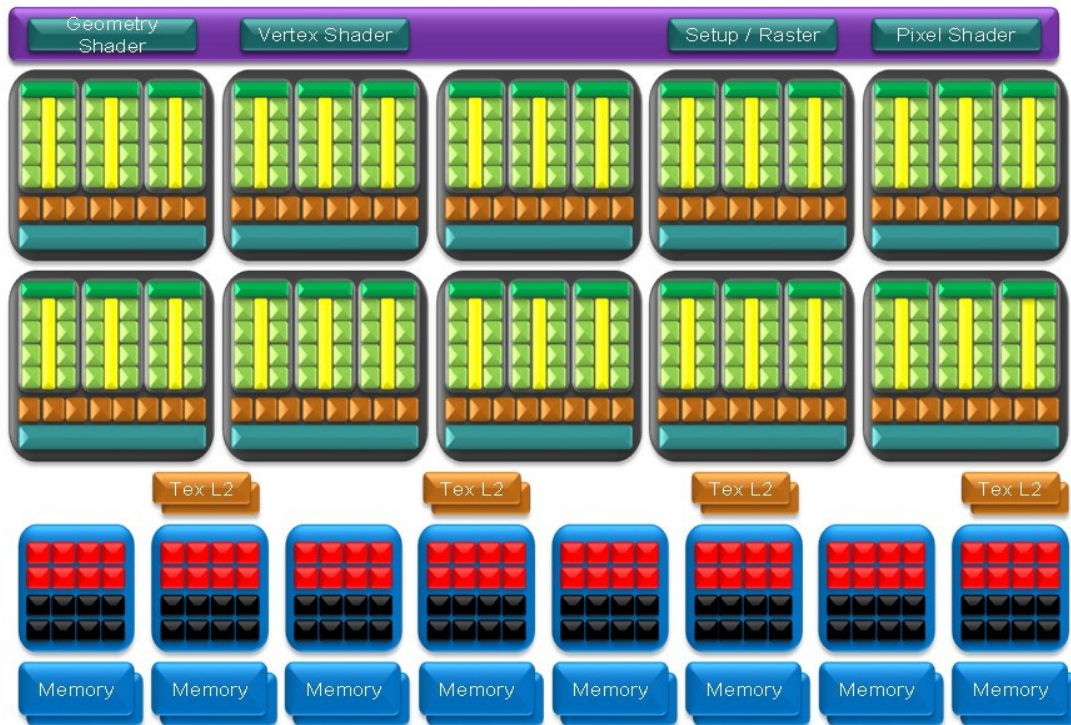 Geometry
Shader
Vertex Shader
Setup / Raster
Pixel Shader
Tex L2
Tex L2
Tex L2
Tex L2
Memory
Memory
Memory
Memory
Memory
Memory
Memory
Memory